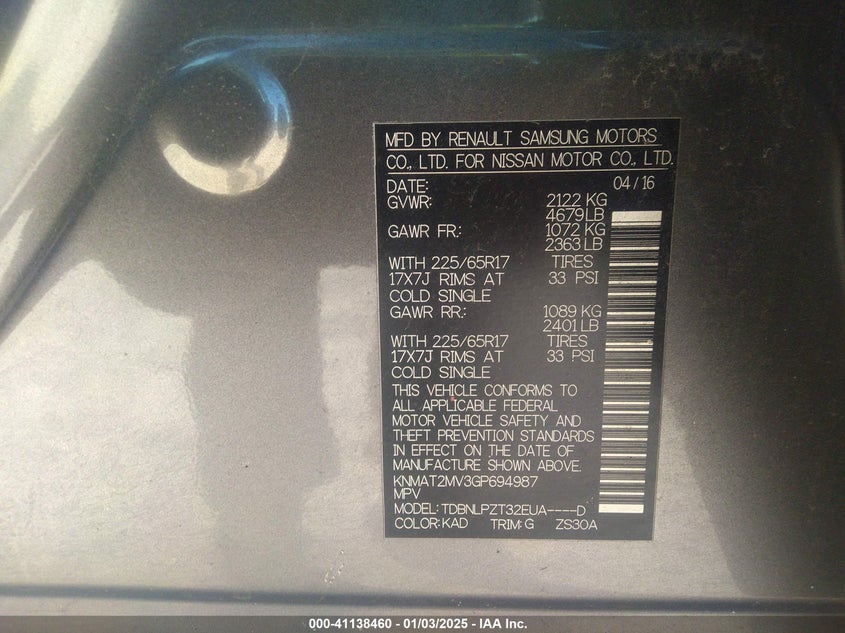 MFD BY RENAULT SAMSUNG MOTORS
CO., LTD. FOR NISSAN MOTOR CO., LTD.
DATE: 04/16
GVWR: 2122 KG
4679LB
GAWR FR.: 1072 KG
2363 LB
WITH 225/65R17 TIRES
17X7J RIMS AT 33 PSI
COLD SINGLE
GAWR RR.: 1089 KG
2401LB
WITH 225/65R17 TIRES
17X7J RIMS AT 33 PSI
COLD SINGLE
THIS VEHICLE CONFORMS TO
ALL APPLICABLE FEDERAL
MOTOR VEHICLE SAFETY AND
THEFT PREVENTION STANDARDS
IN EFFECT ON THE DATE OF
MANUFACTURE SHOWN ABOVE.
KNMAT2MV3GP694987
MPV
MODEL: TDBNLPZT32EUA----D
COLOR: KAD TRIM: G ZS30A
000-41138460 - 01/03/2025 - IAA Inc.